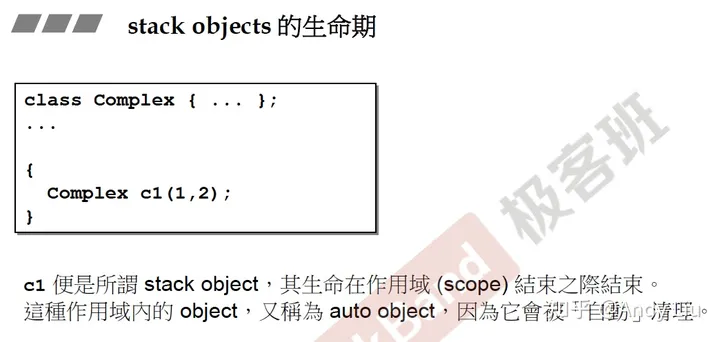 stack objects 的生命期
class Complex { ... };
...
{
Complex c1(1,2);
}
c1 便是所謂 stack object，其生命在作用域 (scope) 結束之際結束。
這種作用域內的 object，又稱為 auto object，因為它會被「自動」清理。
极客班
Band
知乎